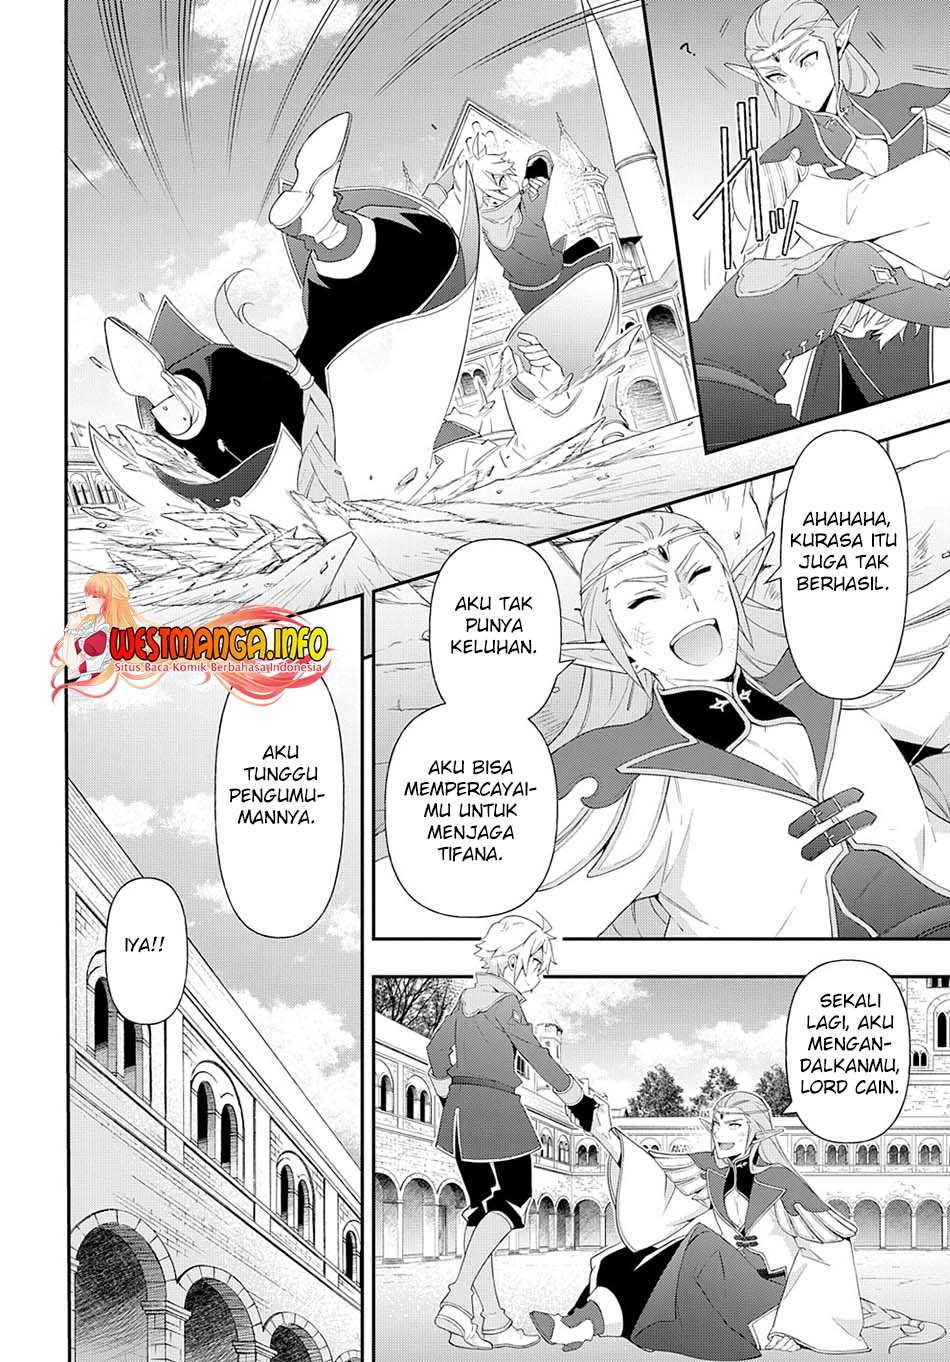 AHAHAHA,
KURASA ITU
JUGA TAK
BERHASIL.
AKU TAK
PUNYA
KELUHAN.
AKU BISA
MEMPERCAYAI-
MU UNTUK
MENJAGA
TIFANA.
SEKALI
LAGI, AKU
MENGAN-
DALKANMU,
LORD CAIN.
WESTMANGA.INFO
Situs Baca Komik Berbahasa Indonesia
AKU
TUNGGU
PENGUMU-
MANNYA.
IYA!!